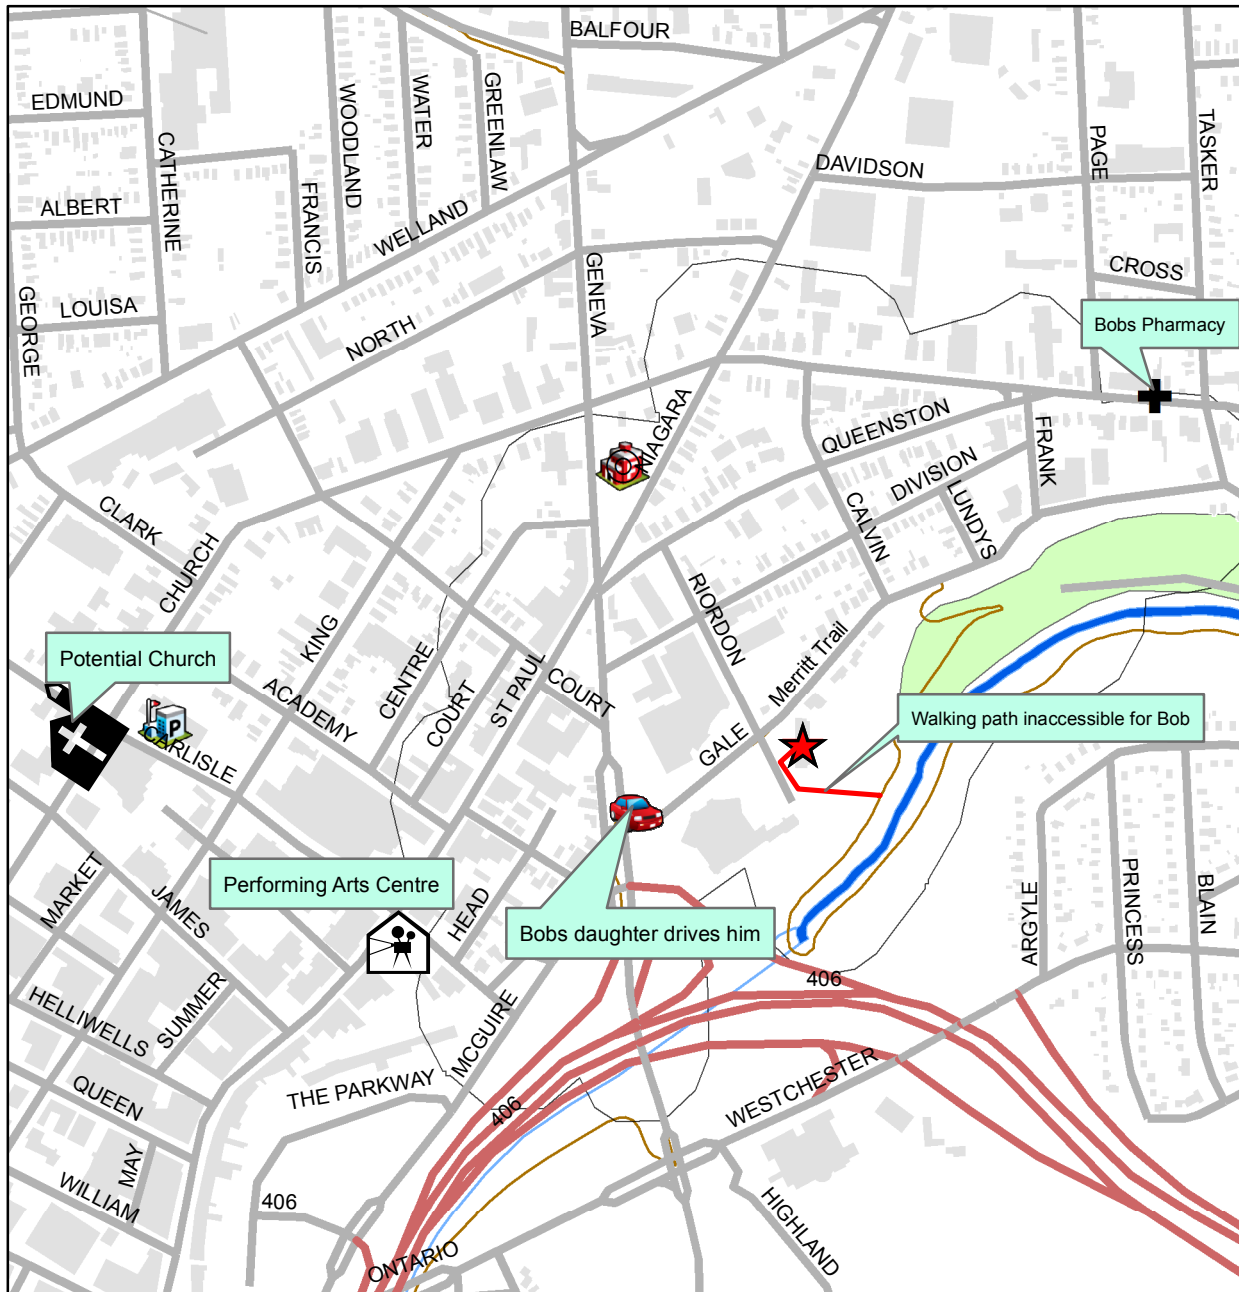 BALFOUR
EDMUND
WOODLAND
WATER
GREENLAW
CATHERINE
PAGE
TASKER
DAVIDSON
ALBERT
FRANCIS
WELLAND
GENEVA
CROSS
GEORGE
LOUISA
NORTH
Bobs Pharmacy
NIAGARA
QUEENSTON
FRANK
DIVISION
LUNDYS
CALVIN
CLARK
CHURCH
KING
RIORDON
Merritt Trail
Potential Church
ACADEMY
CENTRE
COURT
ST PAUL
COURT
GALE
Walking path inaccessible for Bob
P
CARLISLE
MARKET
JAMES
Performing Arts Centre
HEAD
Bobs daughter drives him
ARGYLE
PRINCESS
BLAIN
406
HELLIWELLS
SUMMER
MCGUIRE
THE PARKWAY
406
WESTCHESTER
QUEEN
MAY
WILLIAM
406
ONTARIO
HIGHLAND